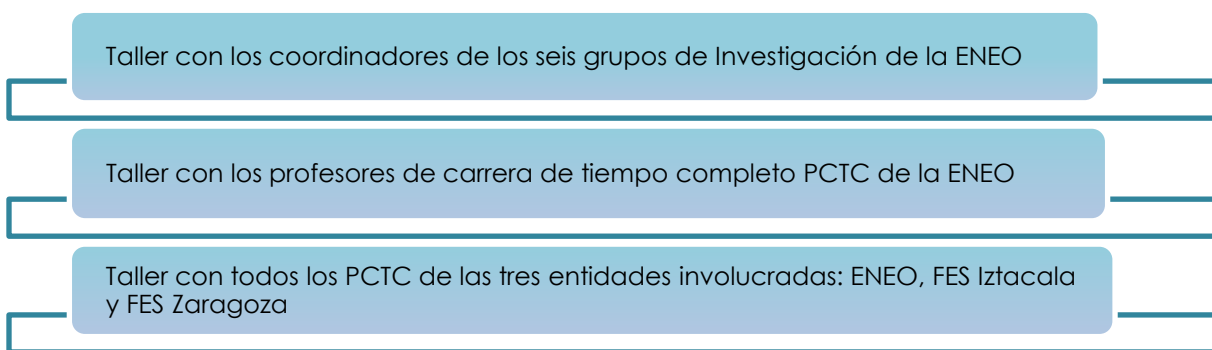 Taller con los coordinadores de los seis grupos de Investigación de la ENEO
Taller con los profesores de carrera de tiempo completo PCTC de la ENEO
Taller con todos los PCTC de las tres entidades involucradas: ENEO, FES Iztacala
y FES Zaragoza